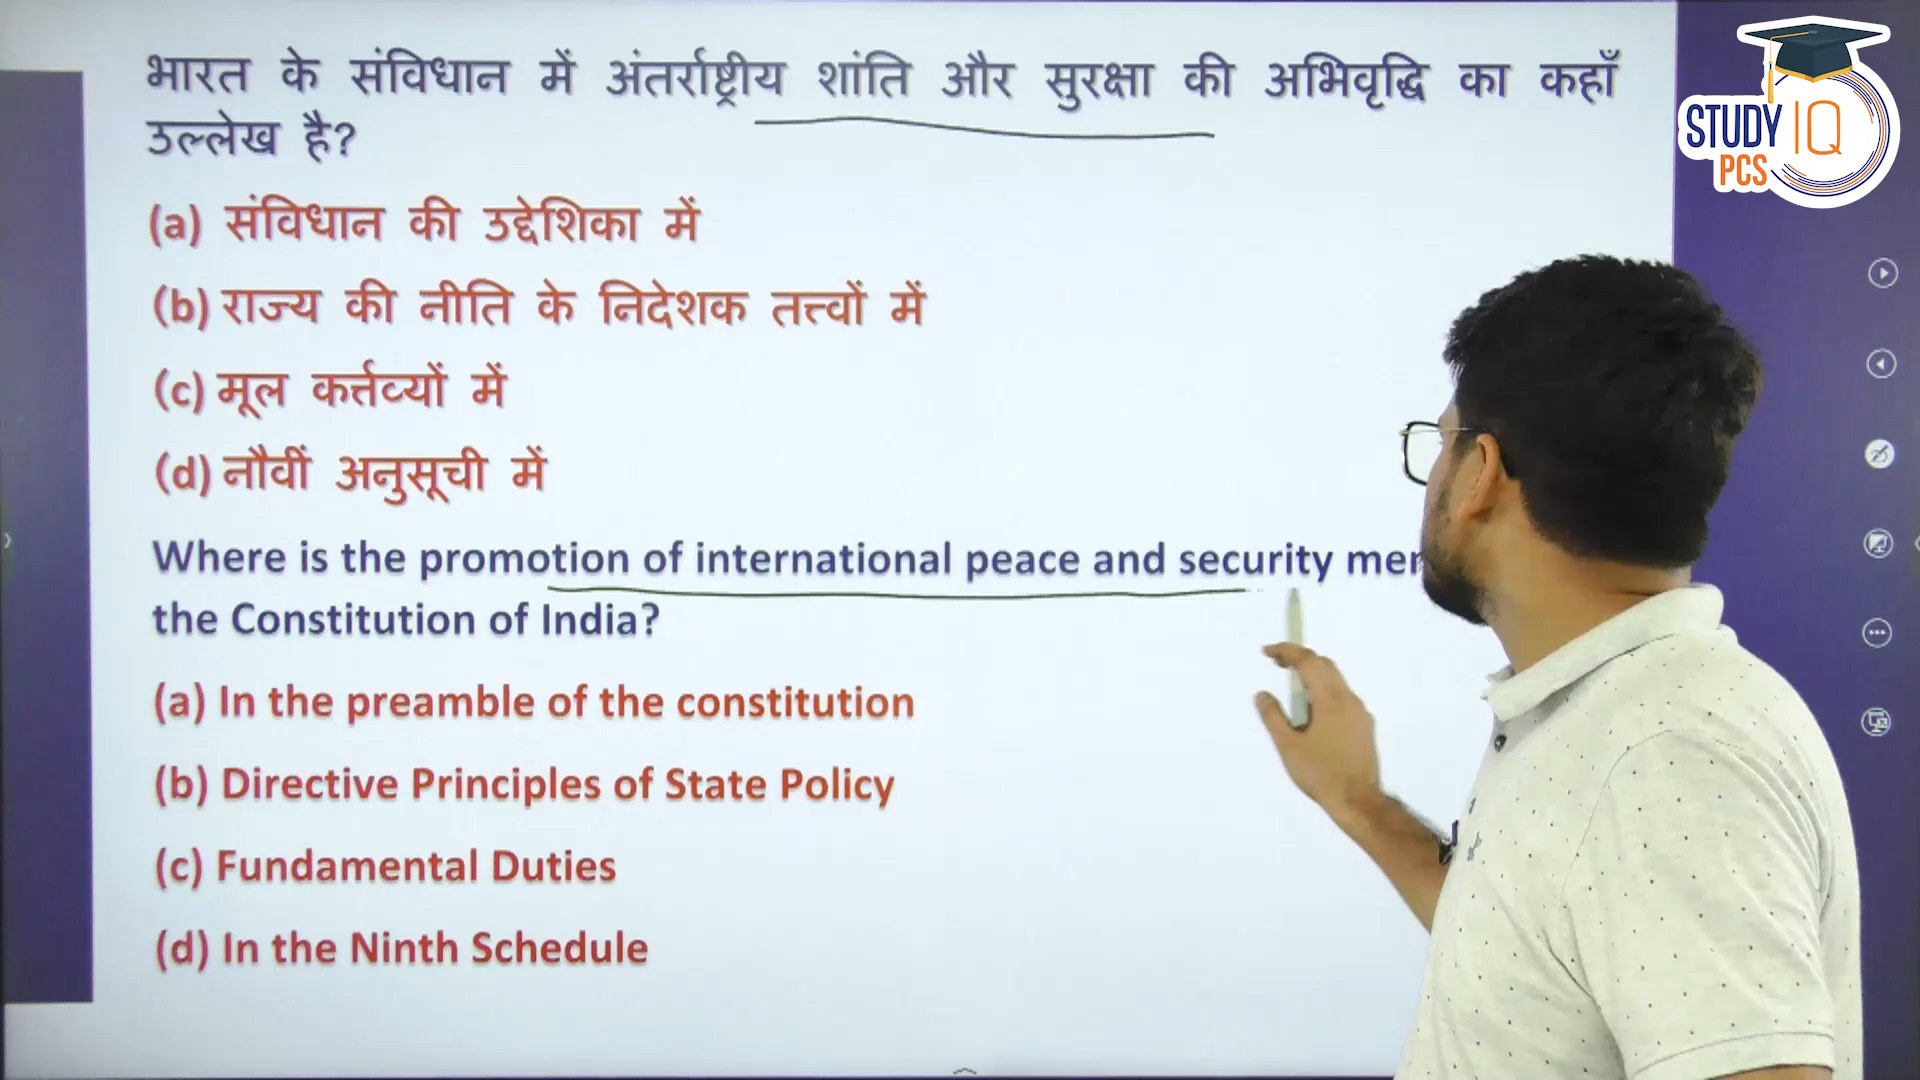 भारत के संविधान में अंतर्राष्ट्रीय शांति और सुरक्षा की अभिवृद्धि का कहाँ
उल्लेख है?
(a) संविधान की उद्देशिका में
(b) राज्य की नीति के निदेशक तत्त्वों में
(c) मूल कर्त्तव्यों में
(d) नौवीं अनुसूची में
Where is the promotion of international peace and security
the Constitution of India?
(a) In the preamble of the constitution
(b) Directive Principles of State Policy
(c) Fundamental Duties
(d) In the Ninth Schedule
STUDY IQ
PCS